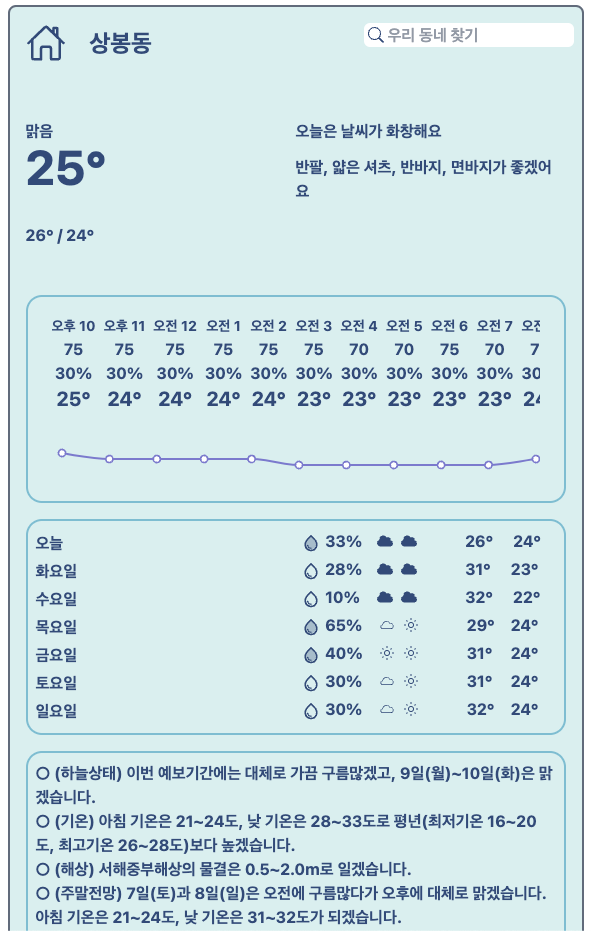 상봉동
우리 동네 찾기
맑음
25°
26° / 24°
오늘은 날씨가 화창해요
반팔, 얇은 셔츠, 반바지, 면바지가 좋겠어
요
오후 10 오후 11 오전 12 오전 1 오전 2 오전 3 오전 4 오전 5 오전 6 오전 7
75 75 75 75 75 75 70 70 75 70
30% 30% 30% 30% 30% 30% 30% 30% 30% 30%
25° 24° 24° 24° 24° 23° 23° 23° 23° 23°
오늘 33% 26° 24°
화요일 28% 31° 23°
수요일 10% 32° 22°
목요일 65% 29° 24°
금요일 40% 31° 24°
토요일 30% 31° 24°
일요일 30% 32° 24°
○ (하늘상태) 이번 예보기간에는 대체로 가끔 구름많겠고, 9일(월)~10일(화)은 맑
겠습니다.
○ (기온) 아침 기온은 21~24도, 낮 기온은 28~33도로 평년(최저기온 16~20
도, 최고기온 26~28도)보다 높겠습니다.
○ (해상) 서해중부해상의 물결은 0.5~2.0m로 일겠습니다.
○ (주말전망) 7일(토)과 8일(일)은 오전에 구름많다가 오후에 대체로 맑겠습니다.
아침 기온은 21~24도, 낮 기온은 31~32도가 되겠습니다.